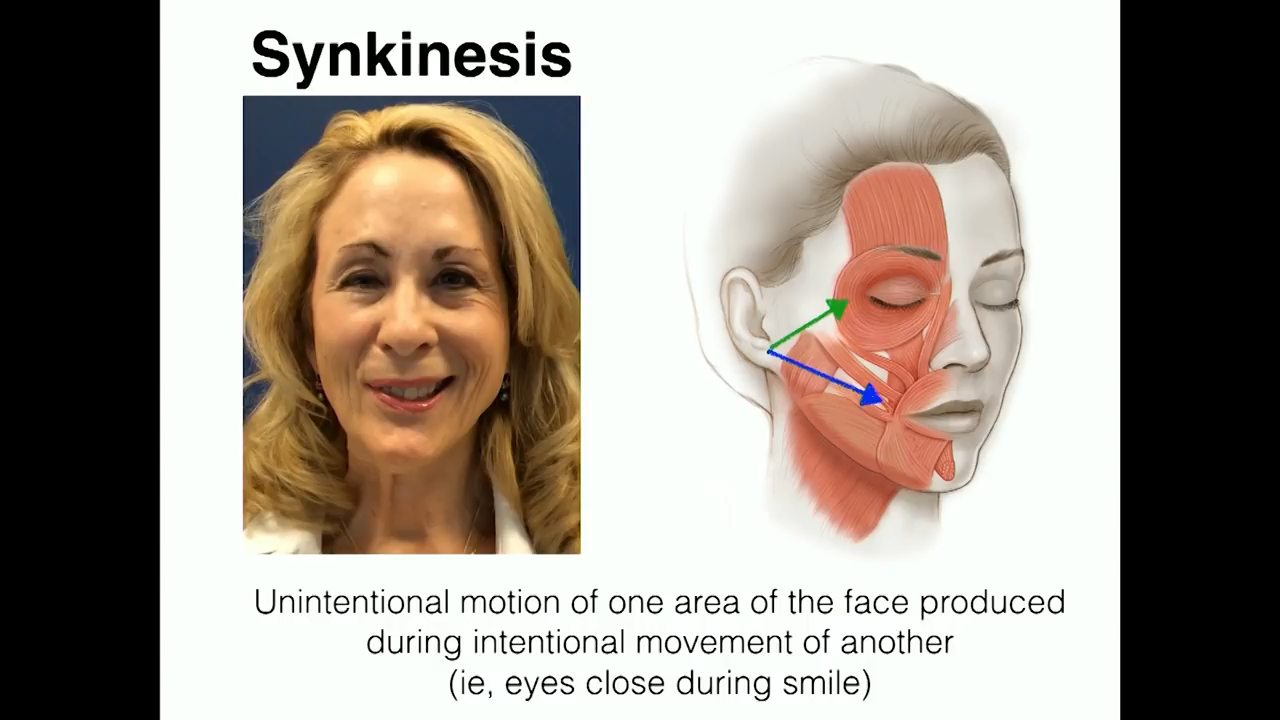 Synkinesis
Unintentional motion of one area of the face produced
during intentional movement of another
(ie, eyes close during smile)